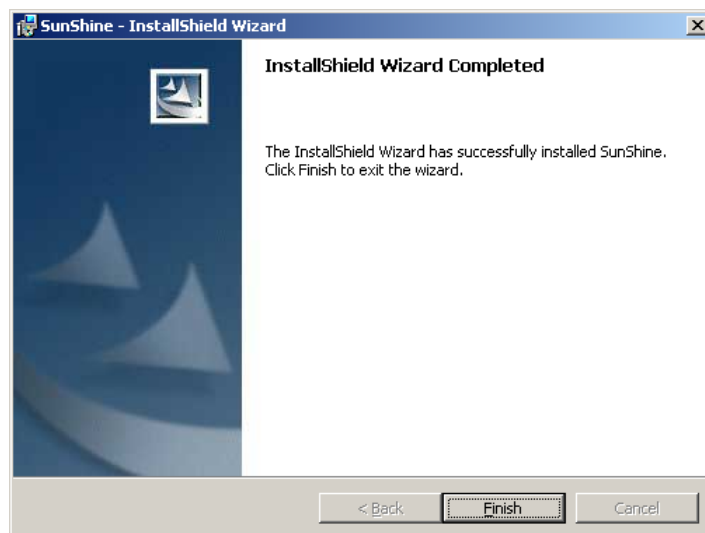 SunShine - InstallShield Wizard
InstallShield Wizard Completed
The InstallShield Wizard has successfully installed SunShine.
Click Finish to exit the wizard.
< Back
Finish
Cancel